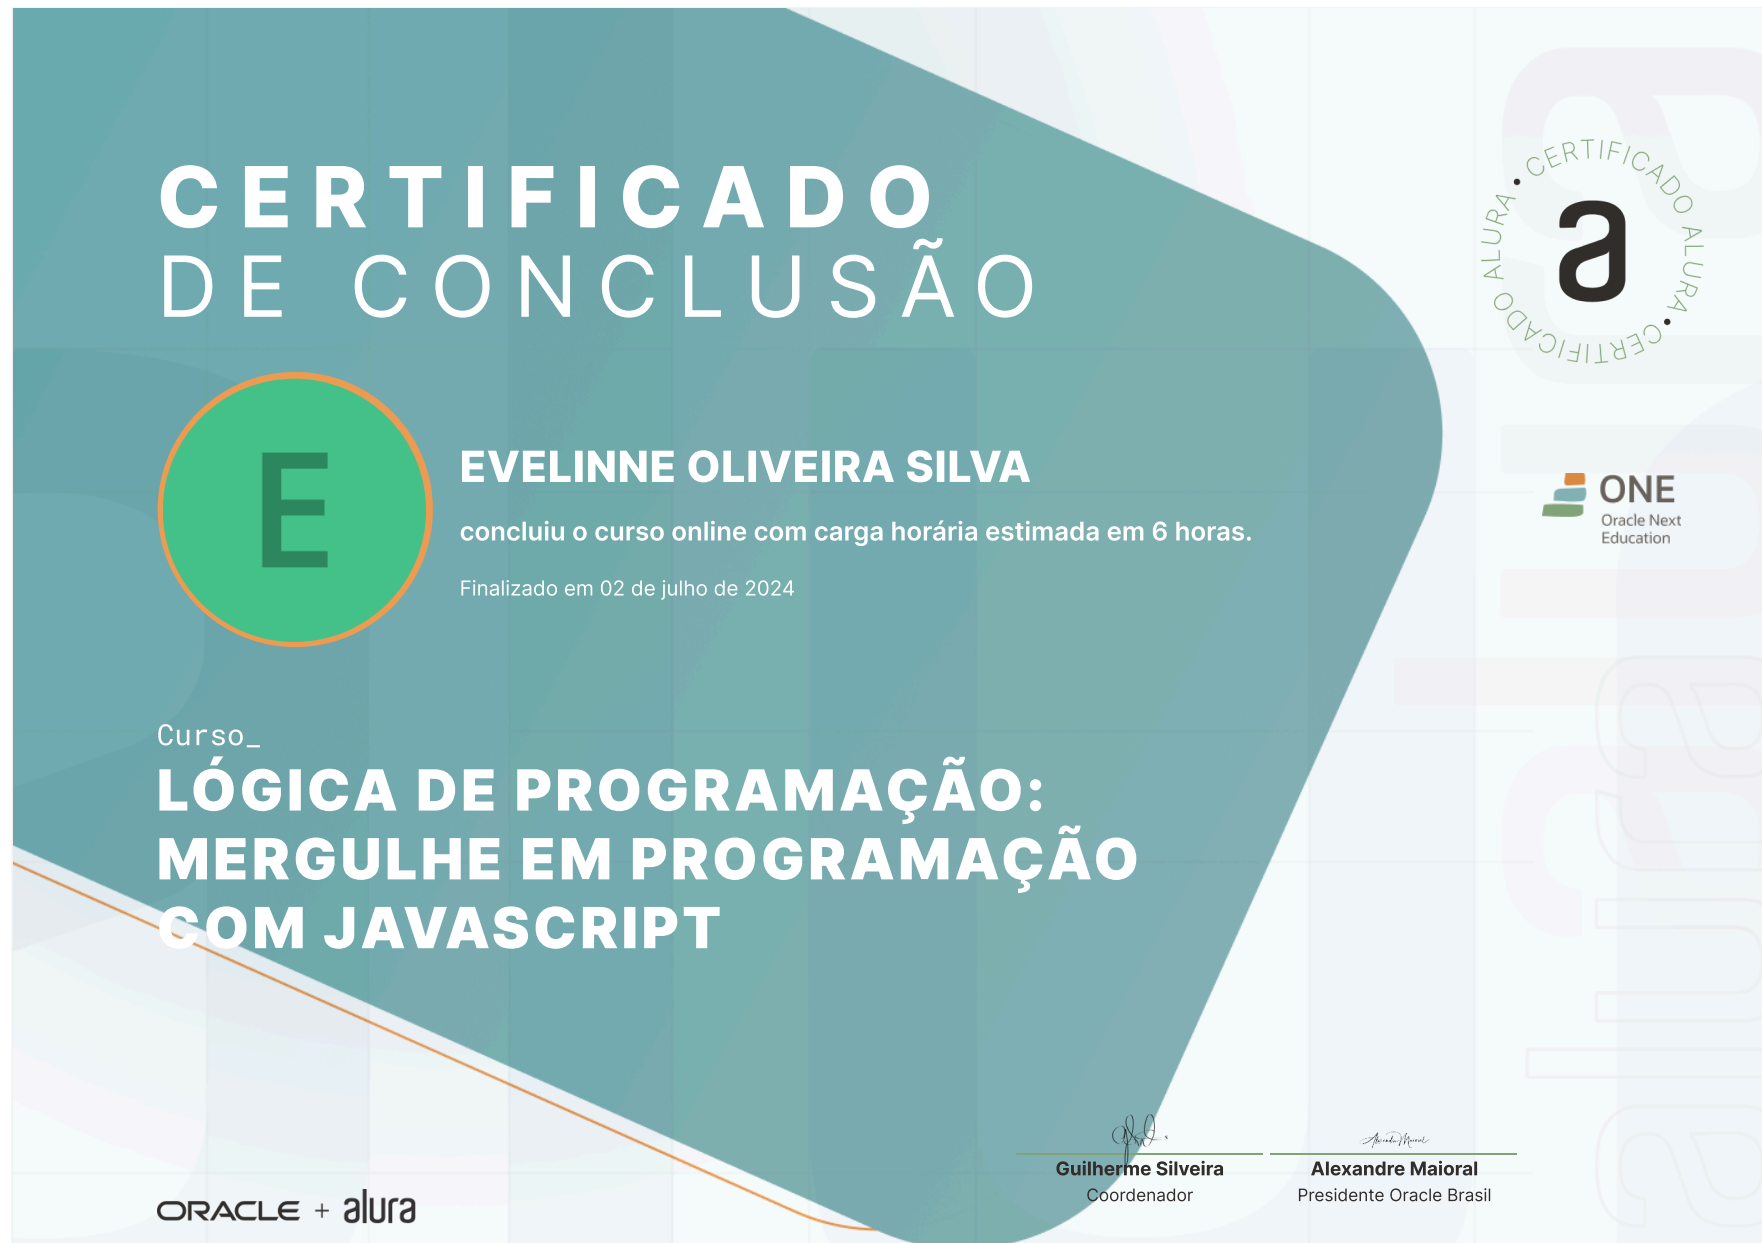 CERTIFICADO
DE CONCLUSÃO
CERTIFICADO ALURA • CERTIFICADO ALURA •
a
E
EVELINNE OLIVEIRA SILVA
concluiu o curso online com carga horária estimada em 6 horas.
Finalizado em 02 de julho de 2024
ONE
Oracle Next
Education
Curso_
LÓGICA DE PROGRAMAÇÃO:
MERGULHE EM PROGRAMAÇÃO
COM JAVASCRIPT
Guilherme Silveira
Coordenador
Alexandre Maioral
Presidente Oracle Brasil
ORACLE + alura
alura